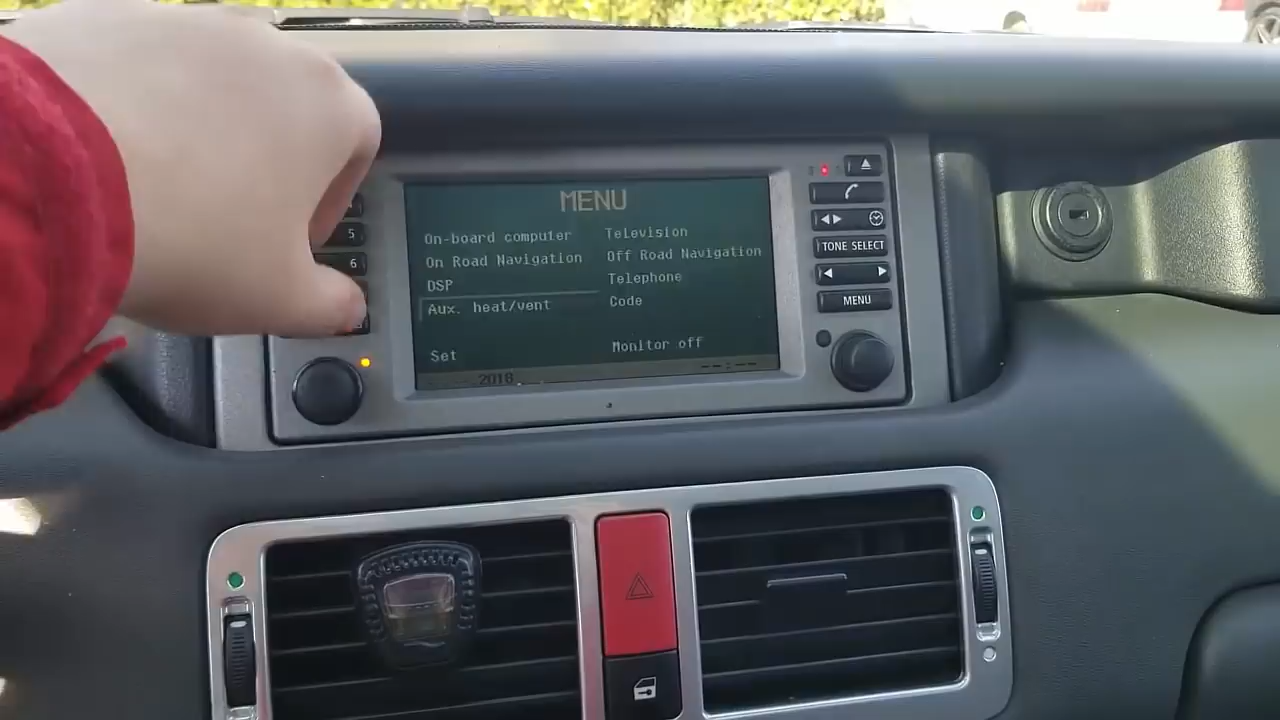 MENU
On-board computer
Television
On Road Navigation
Off Road Navigation
DSP
Telephone
Aux. heat/vent
Code
Set
Monitor off
2016
--:--
5
6
TONE SELECT
MENU